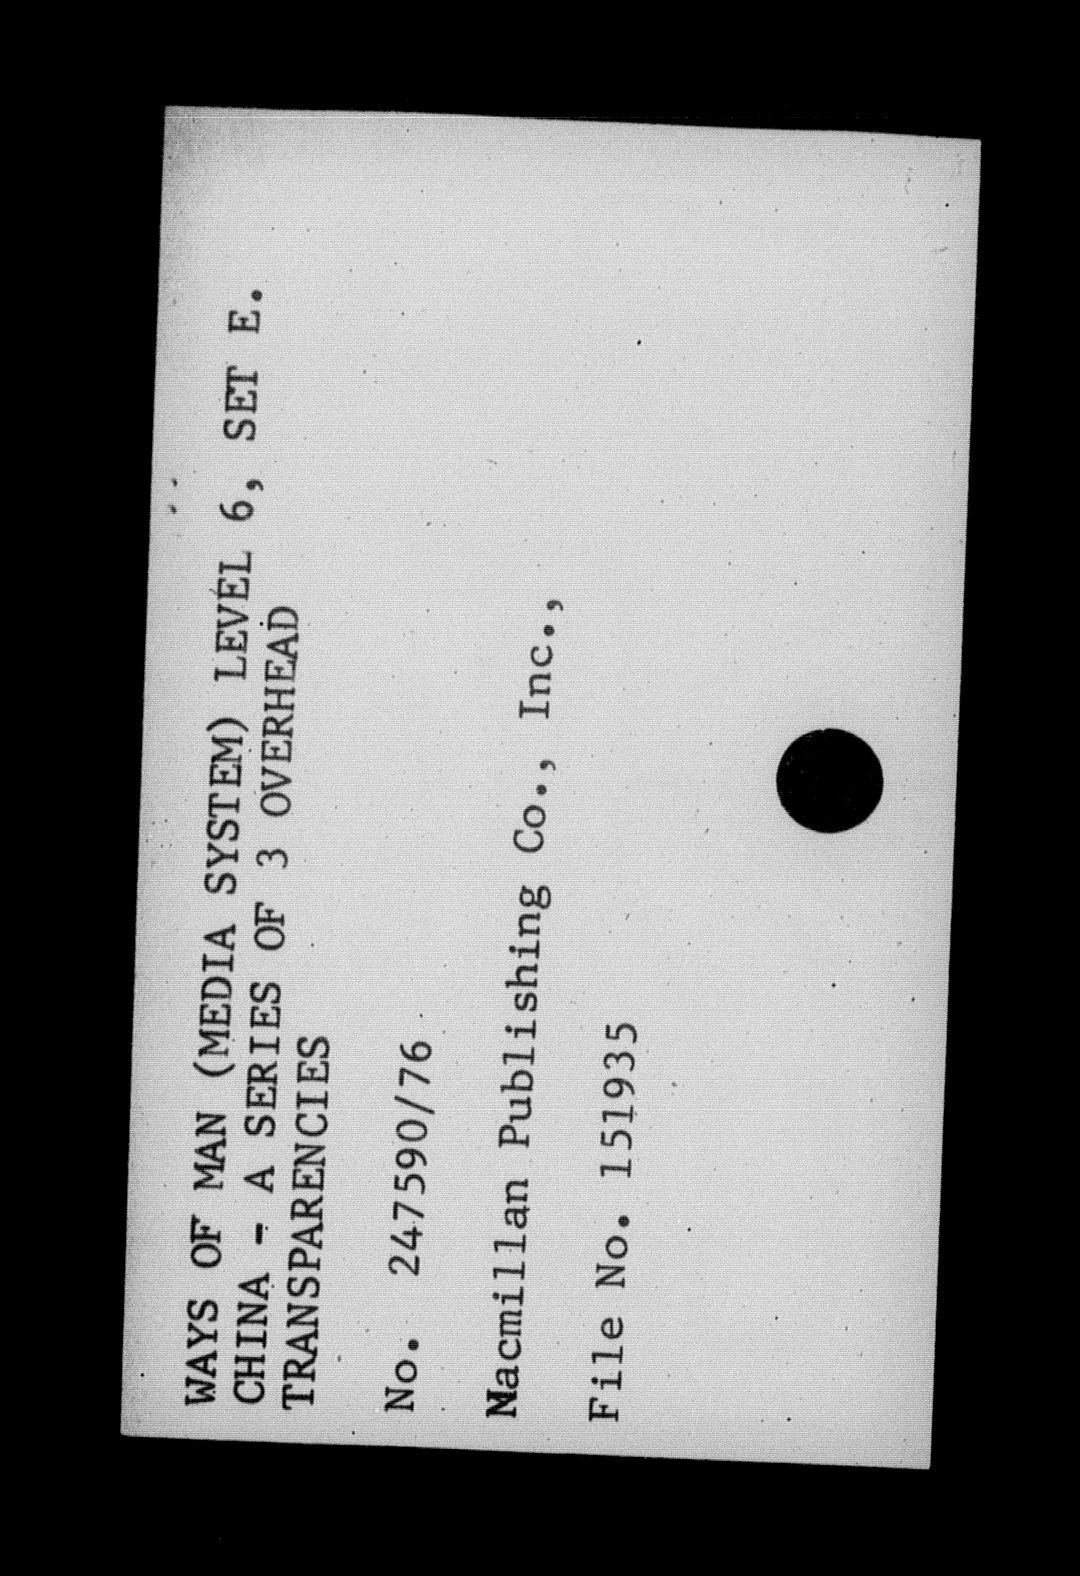 WAYS OF MAN (MEDIA SYSTEM) LEVEL 6, SET E.
CHINA - A SERIES OF 3 OVERHEAD
TRANSPARENCIES
No. 247590/76
Macmillan Publishing Co., Inc.,
File No. 151935